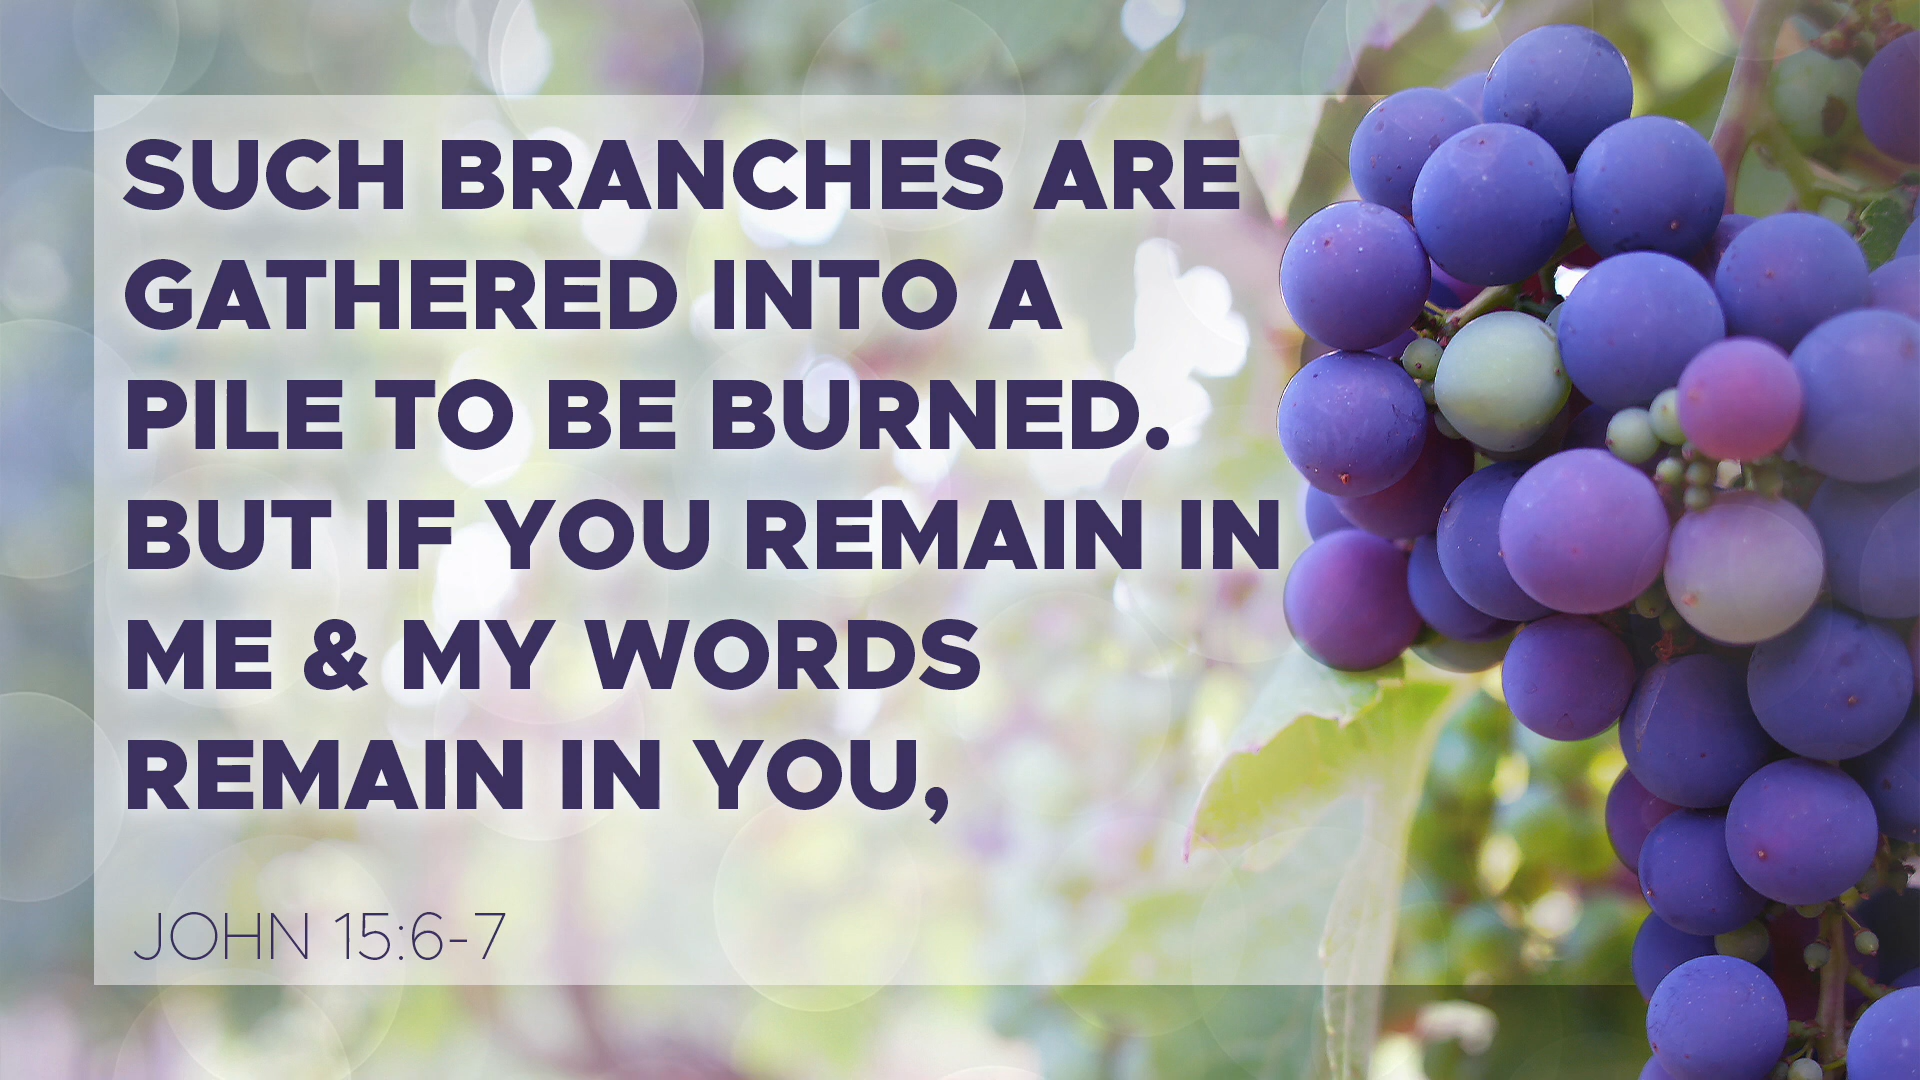 SUCH BRANCHES ARE
GATHERED INTO A
PILE TO BE BURNED.
BUT IF YOU REMAIN IN
ME & MY WORDS
REMAIN IN YOU,
JOHN 15:6-7